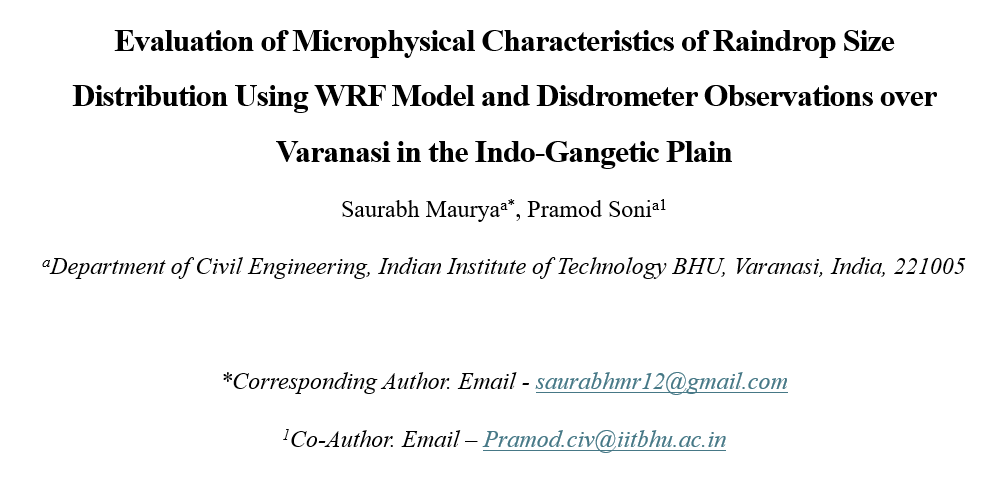 Evaluation of Microphysical Characteristics of Raindrop Size
Distribution Using WRF Model and Disdrometer Observations over
Varanasi in the Indo-Gangetic Plain
Saurabh Mauryaa*, Pramod Sonia1
aDepartment of Civil Engineering, Indian Institute of Technology BHU, Varanasi, India, 221005
*Corresponding Author. Email - saurabhmr12@gmail.com
1Co-Author. Email – Pramod.civ@iitbhu.ac.in